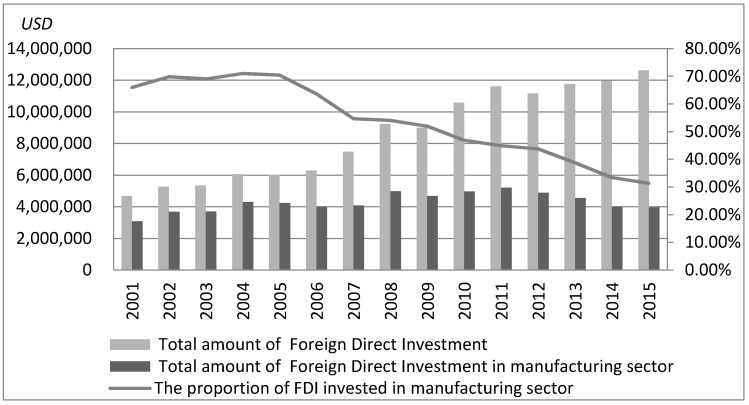 USD
14,000,000 80.00%
12,000,000 70.00%
10,000,000 60.00%
8,000,000 50.00%
6,000,000 40.00%
4,000,000 30.00%
2,000,000 20.00%
0 10.00%
0.00%
2001 2002 2003 2004 2005 2006 2007 2008 2009 2010 2011 2012 2013 2014 2015
Total amount of Foreign Direct Investment
Total amount of Foreign Direct Investment in manufacturing sector
The proportion of FDI invested in manufacturing sector